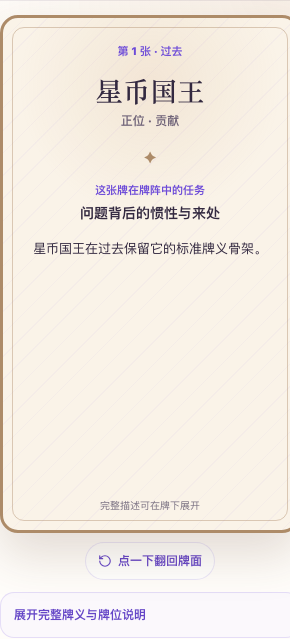 第 1 张 · 过去
星币国王
正位 · 贡献
这张牌在牌阵中的任务
问题背后的惯性与来处
星币国王在过去保留它的标准牌义骨架。
完整描述可在牌下展开
点一下翻回牌面
展开完整牌义与牌位说明